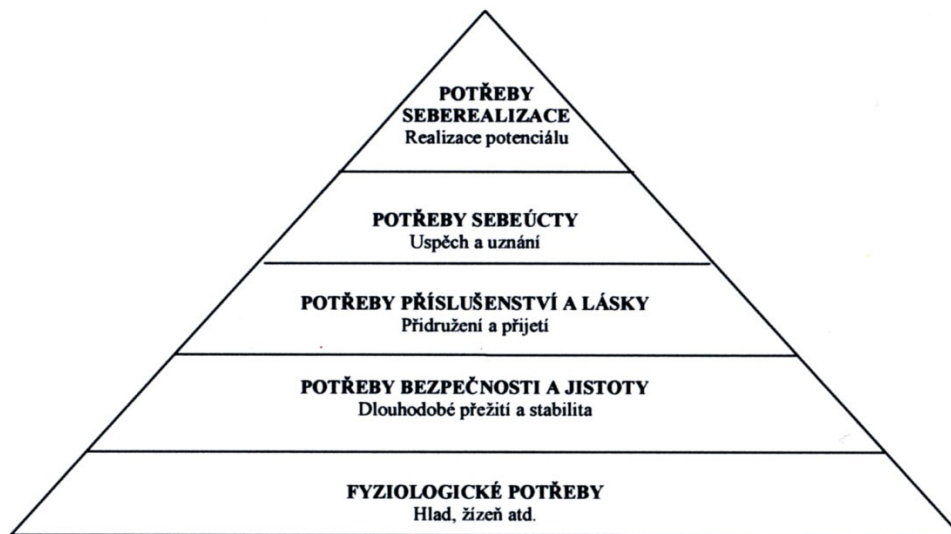 POTŘEBY
SEBEREALIZACE
Realizace potenciálu
POTŘEBY SEBEÚCTY
Uspěch a uznání
POTŘEBY PŘÍSLUŠENSTVÍ A LÁSKY
Přidružení a přijetí
POTŘEBY BEZPEČNOSTI A JISTOTY
Dlouhodobé přežití a stabilita
FYZIOLOGICKÉ POTŘEBY
Hlad, žízeň atd.